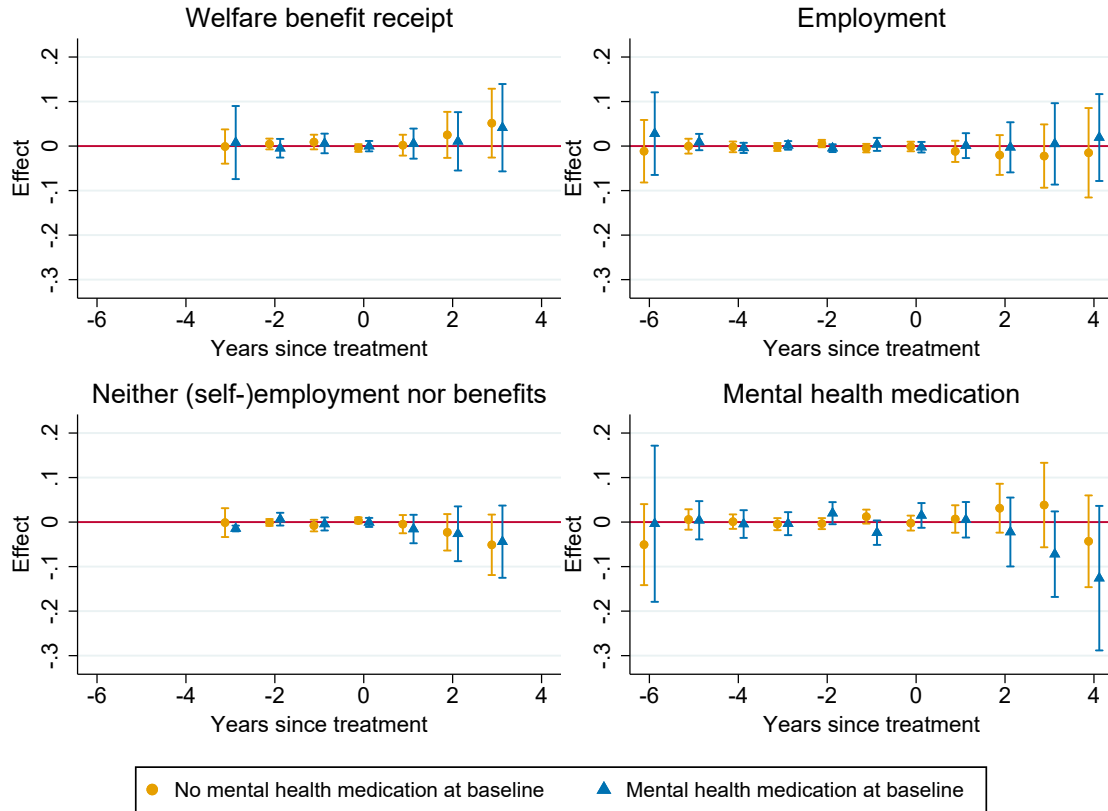 Welfare benefit receipt
Effect
.2
.1
0
-.1
-.2
-.3
-6 -4 -2 0 2 4
Years since treatment
Employment
Effect
.2
.1
0
-.1
-.2
-.3
-6 -4 -2 0 2 4
Years since treatment
Neither (self-)employment nor benefits
Effect
.2
.1
0
-.1
-.2
-.3
-6 -4 -2 0 2 4
Years since treatment
Mental health medication
Effect
.2
.1
0
-.1
-.2
-.3
-6 -4 -2 0 2 4
Years since treatment
No mental health medication at baseline Mental health medication at baseline